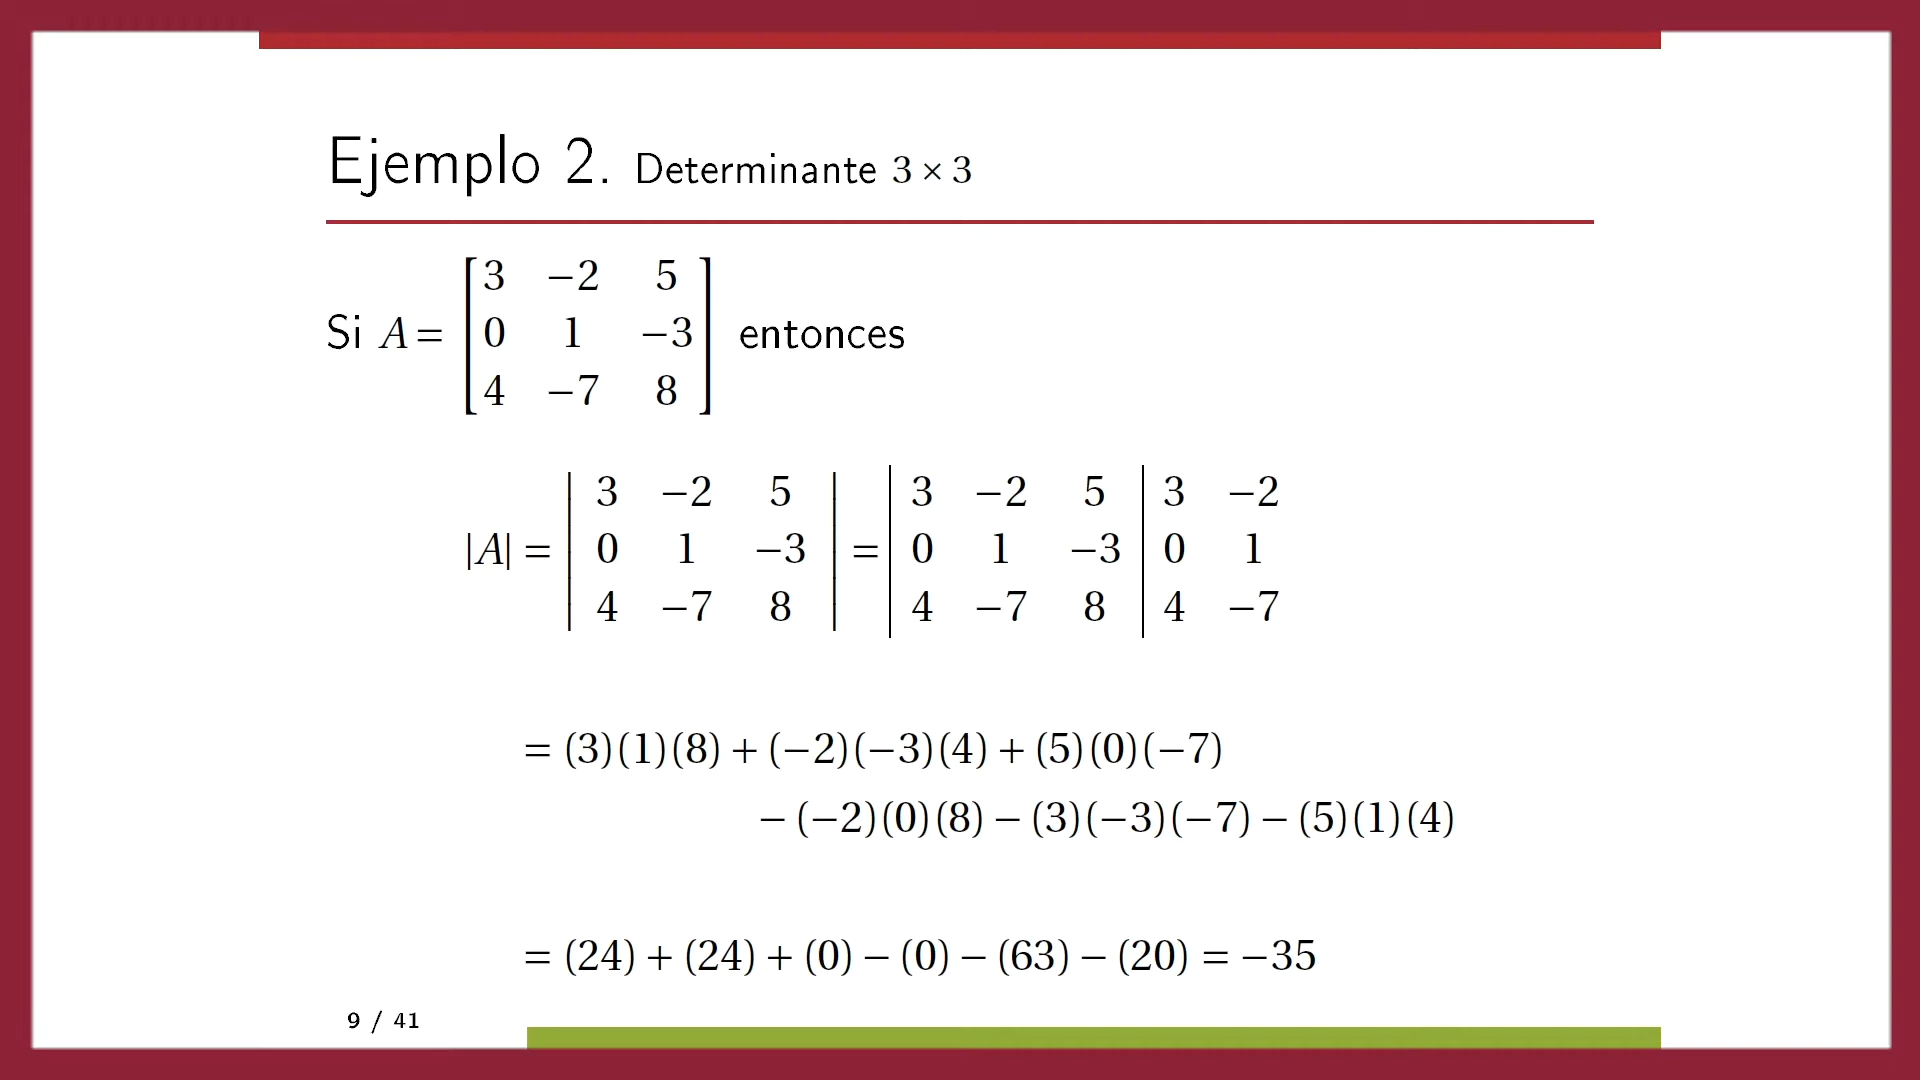 Ejemplo 2. Determinante 3 × 3
3 −2 5
Si A = 0 1 −3 entonces
4 −7 8
3 −2 5 3 −2 5 3 −2
|A| = 0 1 −3 = 0 1 −3 0 1
4 −7 8 4 −7 8 4 −7
= (3)(1)(8) + (−2)(−3)(4) + (5)(0)(−7)
− (−2)(0)(8) − (3)(−3)(−7) − (5)(1)(4)
= (24) + (24) + (0) − (0) − (63) − (20) = −35
9 / 41